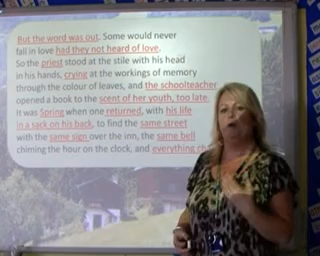 But the word was out. Some would never
fall in love had they not heard of love.
So the priest stood at the stile with his head
in his hands, crying at the workings of memory
through the colour of leaves, and the schoolteacher
opened a book to the scent of her youth, too late.
It was Spring when one returned, with his life
in a sack on his back, to find the same street
with the same sign over the inn, the same bell
chiming the hour on the clock, and everything